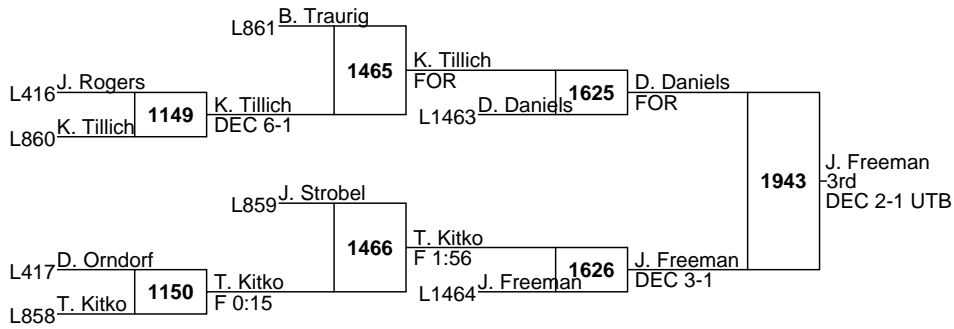 B. Traurig
L861
1465
K. Tillich
FOR
J. Rogers
L416
1149
K. Tillich
DEC 6-1
K. Tillich
L860
1625
D. Daniels
FOR
D. Daniels
L1463
1943
J. Freeman
3rd
DEC 2-1 UTB
J. Strobel
L859
1466
T. Kitko
F 1:56
D. Orndorf
L417
1150
T. Kitko
F 0:15
T. Kitko
L858
1626
J. Freeman
DEC 3-1
J. Freeman
L1464